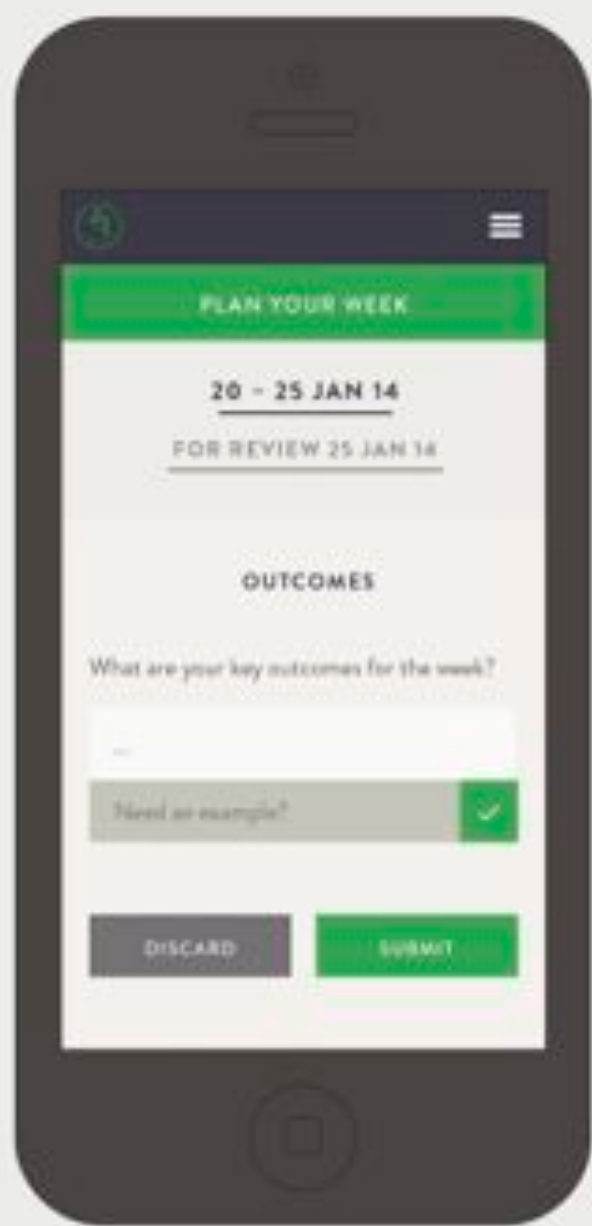 PLAN YOUR WEEK
20 - 25 JAN 14
FOR REVIEW 25 JAN 14
OUTCOMES
What are your key outcomes for the week?
...
Need an example?
DISCARD
SUBMIT